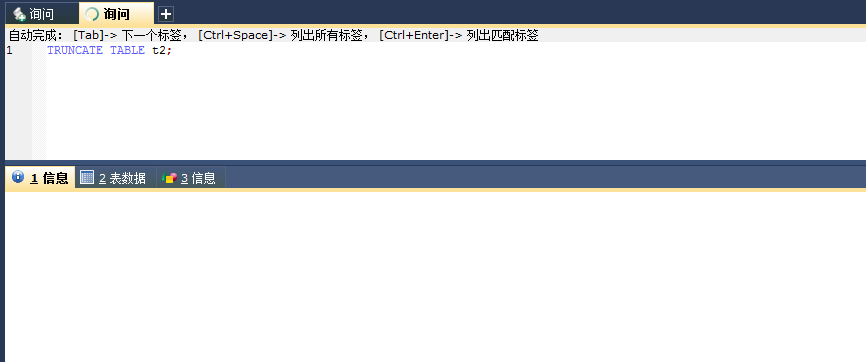 询问 询问
自动完成： [Tab]-> 下一个标签， [Ctrl+Space]-> 列出所有标签， [Ctrl+Enter]-> 列出匹配标签
1 TRUNCATE TABLE t2;
1 信息 2 表数据 3 信息